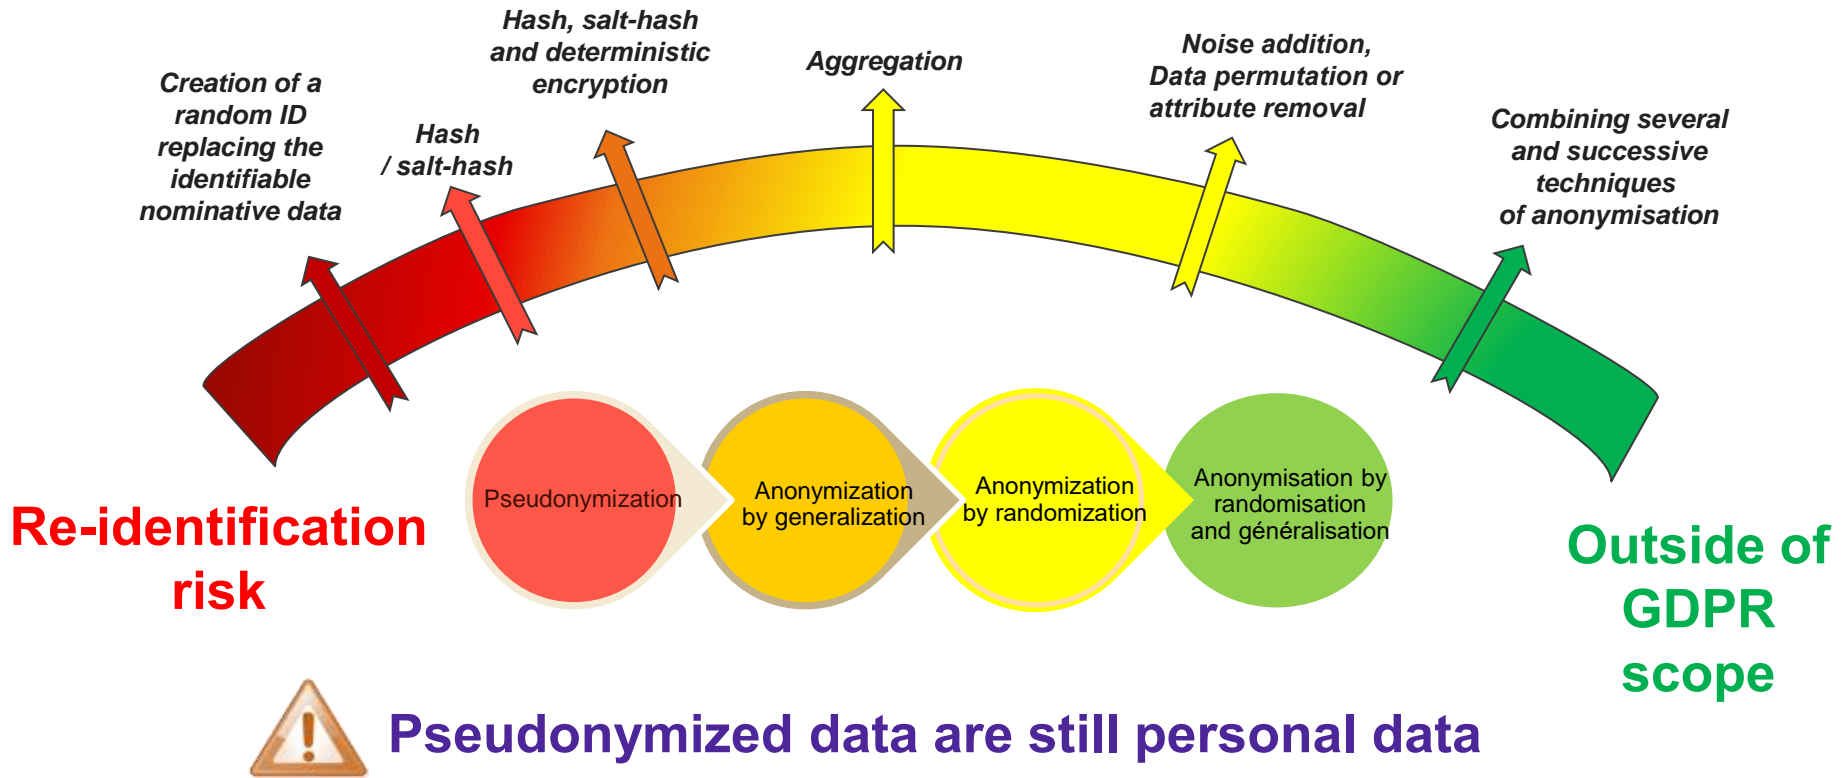 Creation of a
random ID
replacing the
identifiable
nominative data
Hash
/ salt-hash
Hash, salt-hash
and deterministic
encryption
Aggregation
Noise addition,
Data permutation or
attribute removal
Combining several
and successive
techniques
of anonymisation
Re-identification
risk
Pseudonymization
Anonymization
by generalization
Anonymization
by randomization
Anonymisation by
randomisation
and généralisation
Outside of
GDPR
scope
Pseudonymized data are still personal data